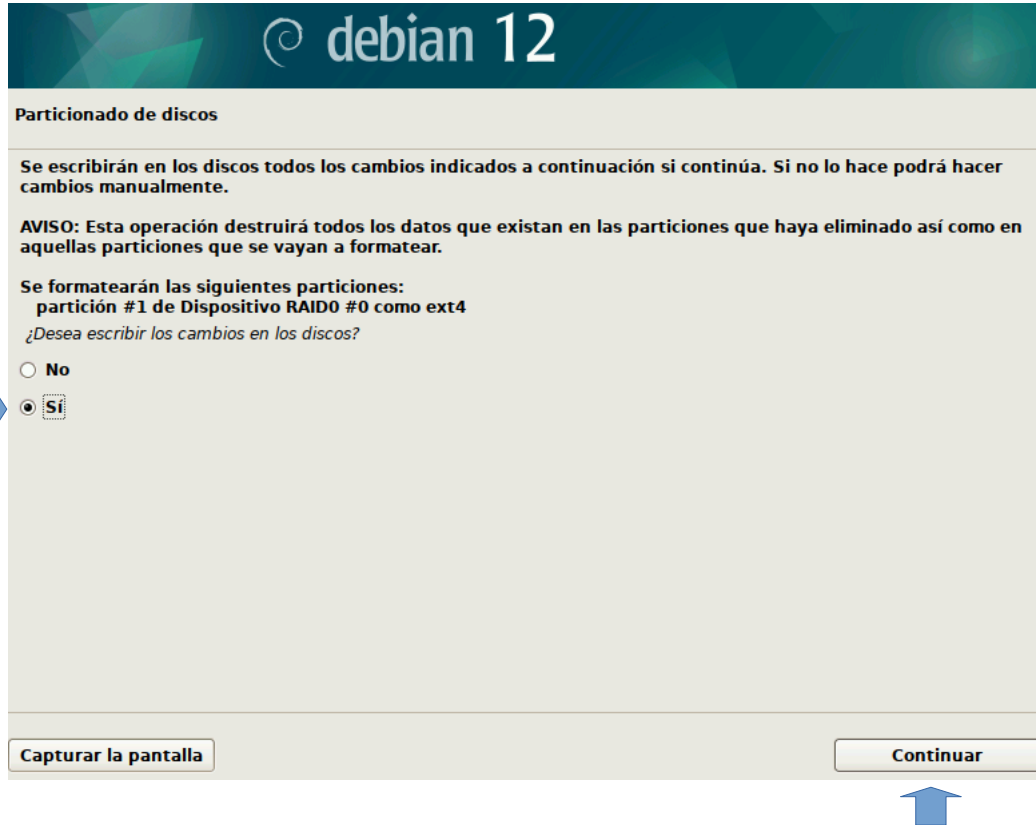 debian 12
Particionado de discos
Se escribirán en los discos todos los cambios indicados a continuación si continúa. Si no lo hace podrá hacer
cambios manualmente.
AVISO: Esta operación destruirá todos los datos que existan en las particiones que haya eliminado así como en
aquellas particiones que se vayan a formatear.
Se formatearán las siguientes particiones:
partición #1 de Dispositivo RAID0 #0 como ext4
¿Desea escribir los cambios en los discos?
No
Sí
Capturar la pantalla
Continuar